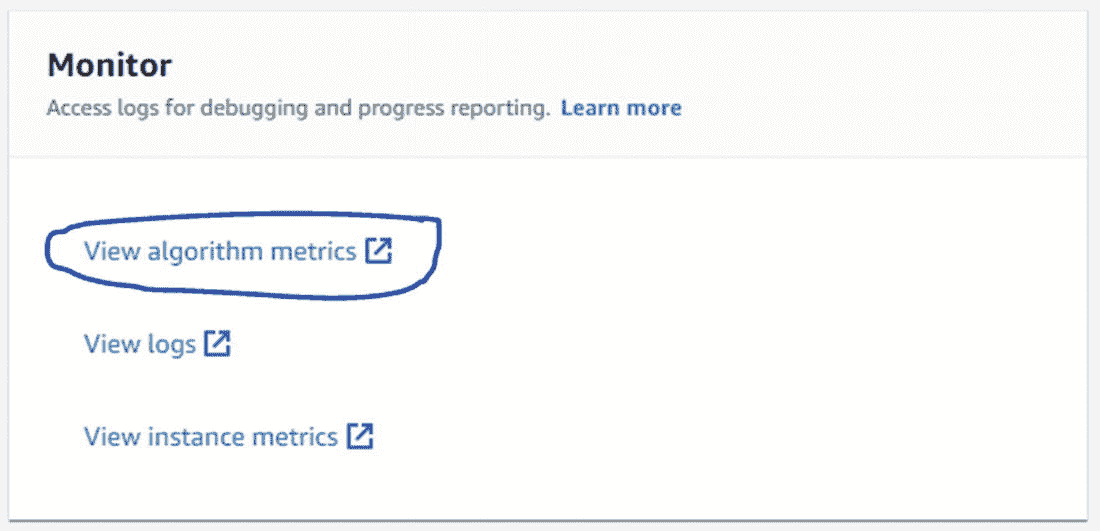 Monitor
Access logs for debugging and progress reporting. Learn more
View algorithm metrics
View logs
View instance metrics